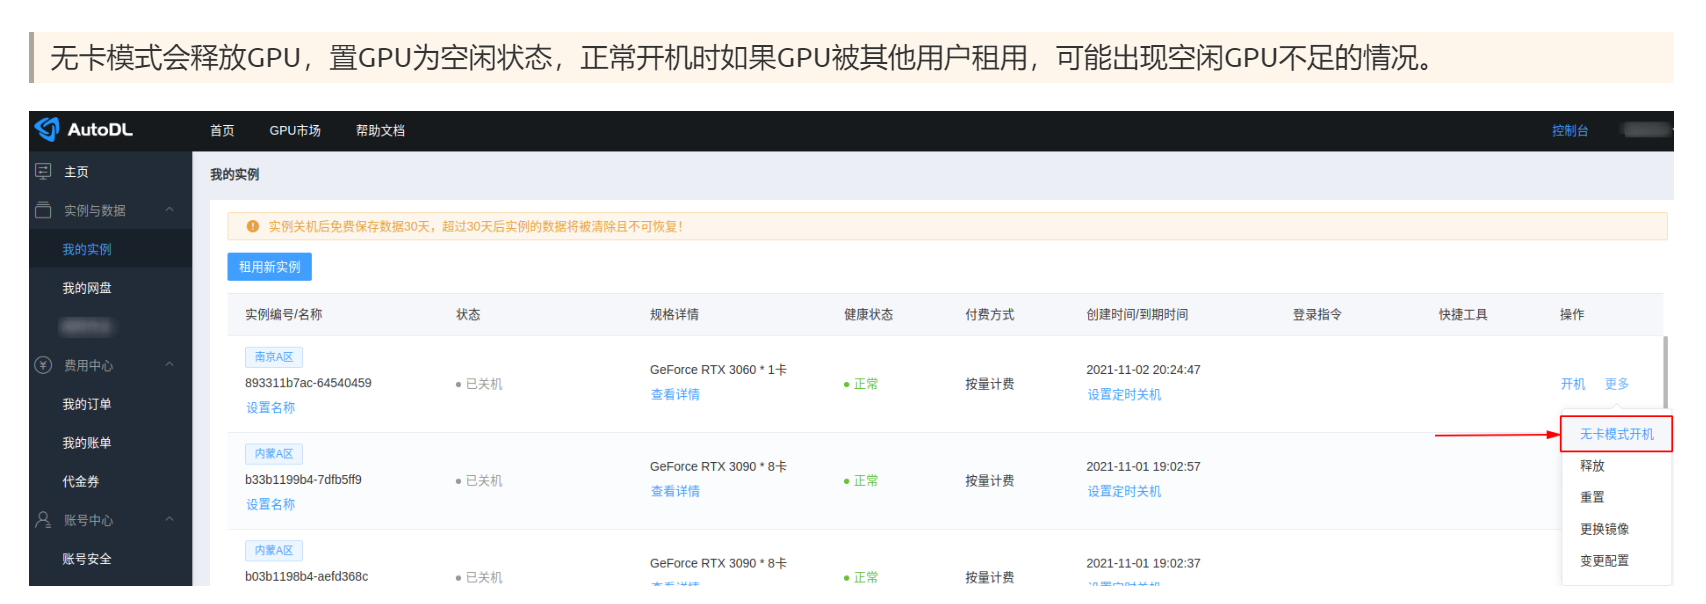 无卡模式会释放GPU，置GPU为空闲状态，正常开机时如果GPU被其他用户租用，可能出现空闲GPU不足的情况。
AutoDL 首页 GPU市场 帮助文档 控制台
主页
实例与数据
我的实例
我的网盘
费用中心
我的订单
我的账单
代金券
账号中心
账号安全
我的实例
实例关机后免费保存数据30天，超过30天后实例的数据将被清除且不可恢复！
租用新实例
实例编号/名称 状态 规格详情 健康状态 付费方式 创建时间/到期时间 登录指令 快捷工具 操作
南京A区
893311b7ac-64540459
设置名称
已关机
GeForce RTX 3060 * 1卡
查看详情
正常
按量计费
2021-11-02 20:24:47
设置定时关机
开机 更多
无卡模式开机
释放
重置
更换镜像
变更配置
内蒙A区
b33b1199b4-7dfb5ff9
设置名称
已关机
GeForce RTX 3090 * 8卡
查看详情
正常
按量计费
2021-11-01 19:02:57
设置定时关机
内蒙A区
b03b1198b4-aefd368c
已关机
GeForce RTX 3090 * 8卡
正常
按量计费
2021-11-01 19:02:37